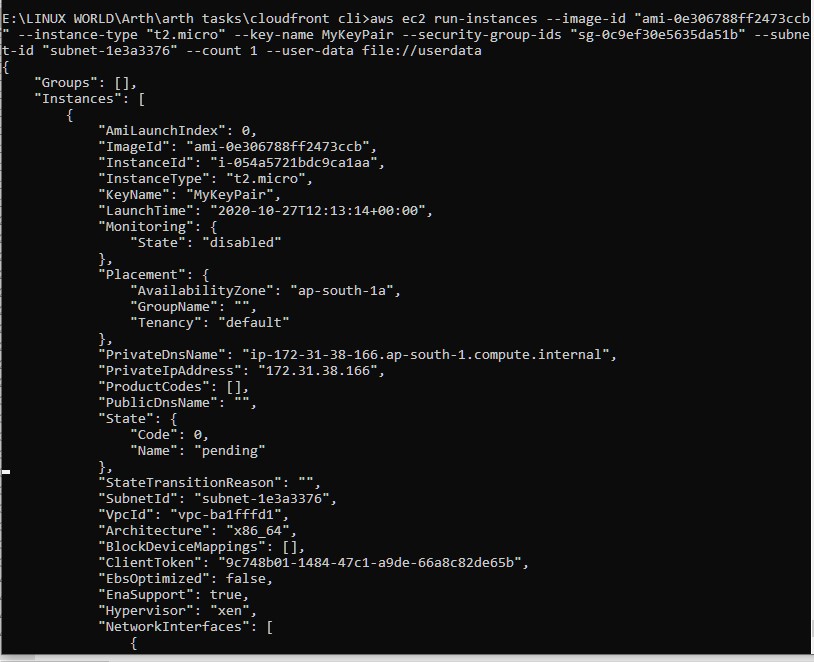 E:\LINUX WORLD\Arth\arth tasks\cloudfront cli>aws ec2 run-instances --image-id "ami-0e306788ff2473ccb
" --instance-type "t2.micro" --key-name MyKeyPair --security-group-ids "sg-0c9ef30e5635da51b" --subne
t-id "subnet-1e3a3376" --count 1 --user-data file://userdata
{
    "Groups": [],
    "Instances": [
        {
            "AmiLaunchIndex": 0,
            "ImageId": "ami-0e306788ff2473ccb",
            "InstanceId": "i-054a5721bdc9ca1aa",
            "InstanceType": "t2.micro",
            "KeyName": "MyKeyPair",
            "LaunchTime": "2020-10-27T12:13:14+00:00",
            "Monitoring": {
                "State": "disabled"
            },
            "Placement": {
                "AvailabilityZone": "ap-south-1a",
                "GroupName": "",
                "Tenancy": "default"
            },
            "PrivateDnsName": "ip-172-31-38-166.ap-south-1.compute.internal",
            "PrivateIpAddress": "172.31.38.166",
            "ProductCodes": [],
            "PublicDnsName": "",
            "State": {
                "Code": 0,
                "Name": "pending"
            },
            "StateTransitionReason": "",
            "SubnetId": "subnet-1e3a3376",
            "VpcId": "vpc-ba1fffd1",
            "Architecture": "x86_64",
            "BlockDeviceMappings": [],
            "ClientToken": "9c748b01-1484-47c1-a9de-66a8c82de65b",
            "EbsOptimized": false,
            "EnaSupport": true,
            "Hypervisor": "xen",
            "NetworkInterfaces": [
                {